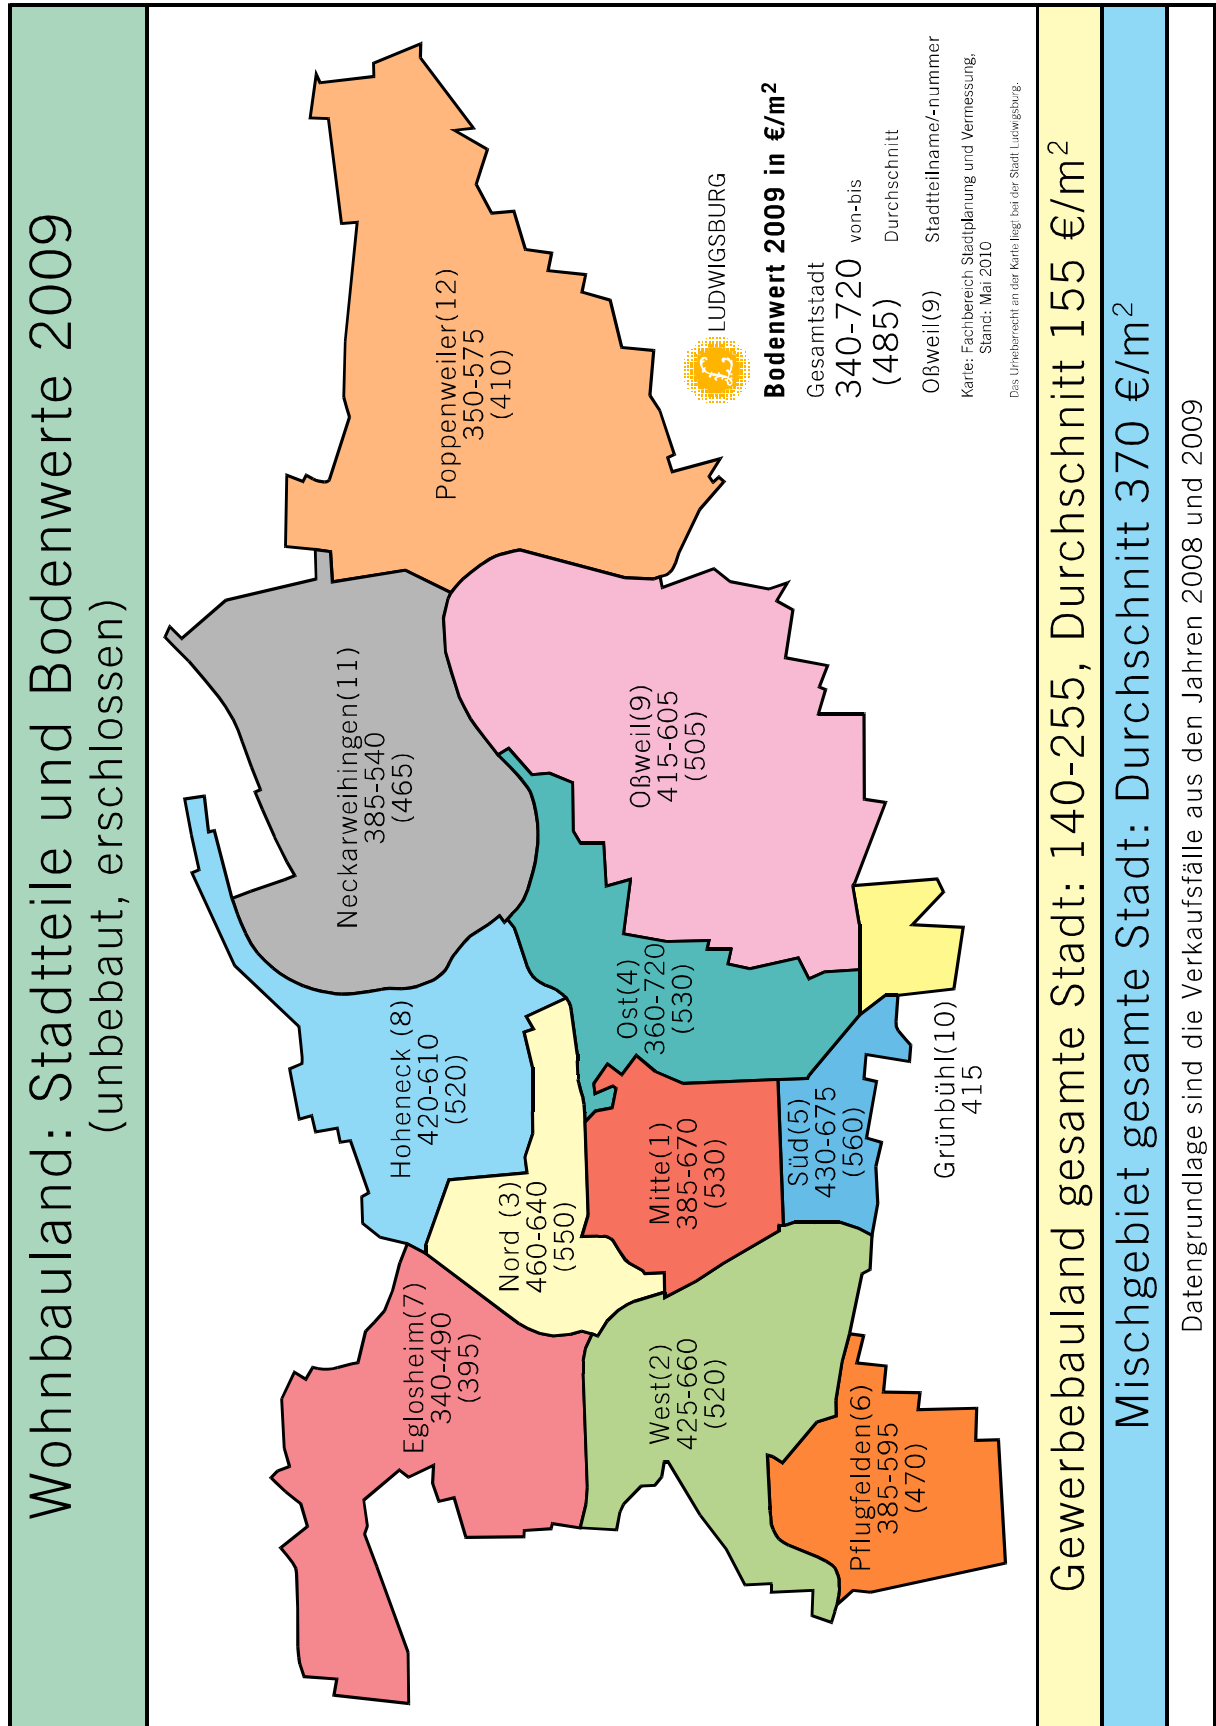 Wohnbauland: Stadtteile und Bodenwerte 2009
(unbebaut, erschlossen)
Poppenweiler(12)
350-575
(410)
Neckarweihingen(11)
385-540
(465)
Hoheneck (8)
420-610
(520)
Eglosheim(7)
340-490
(395)
Nord (3)
460-640
(550)
Oßweil(9)
415-605
(505)
Ost(4)
360-720
(530)
Mitte(1)
385-670
(530)
West(2)
425-660
(520)
Süd(5)
430-675
(560)
Pflugfelden(6)
385-595
(470)
Grünbühl(10)
415
LUDWIGSBURG
Bodenwert 2009 in €/m²
Gesamtstadt
340-720 von-bis
(485) Durchschnitt
Oßweil(9) Stadtteilname/-nummer
Karte: Fachbereich Stadtplanung und Vermessung,
Stand: Mai 2010
Das Urheberrecht an der Karte liegt bei der Stadt Ludwigsburg.
Gewerbebauland gesamte Stadt: 140-255, Durchschnitt 155 €/m²
Mischgebiet gesamte Stadt: Durchschnitt 370 €/m²
Datengrundlage sind die Verkaufsfälle aus den Jahren 2008 und 2009